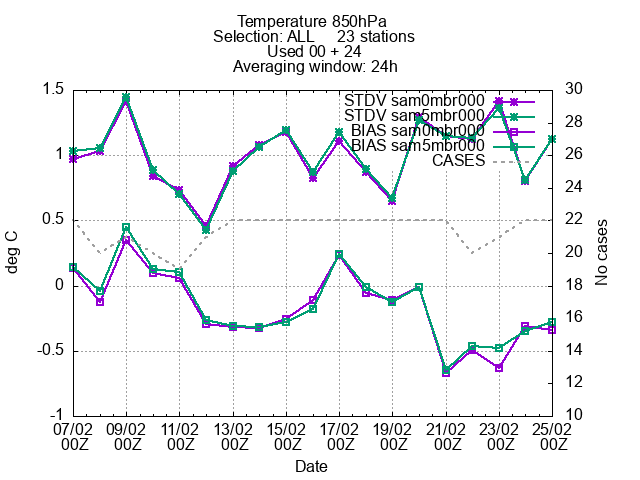 Temperature 850hPa
Selection: ALL 23 stations
Used 00 + 24
Averaging window: 24h
STDV sam0mbr000
STDV sam5mbr000
BIAS sam0mbr000
BIAS sam5mbr000
CASES
1.5
1
0.5
0
-0.5
-1
deg C
30
28
26
24
22
20
18
16
14
12
10
No cases
07/02 09/02 11/02 13/02 15/02 17/02 19/02 21/02 23/02 25/02
00Z 00Z 00Z 00Z 00Z 00Z 00Z 00Z 00Z 00Z
Date